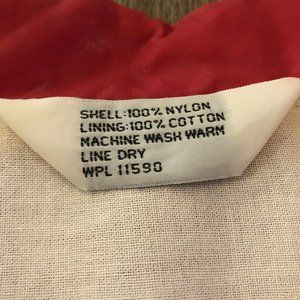 SHELL:100% NYLON
LINING:100% COTTON
MACHINE WASH WARM
LINE DRY
WPL 11590